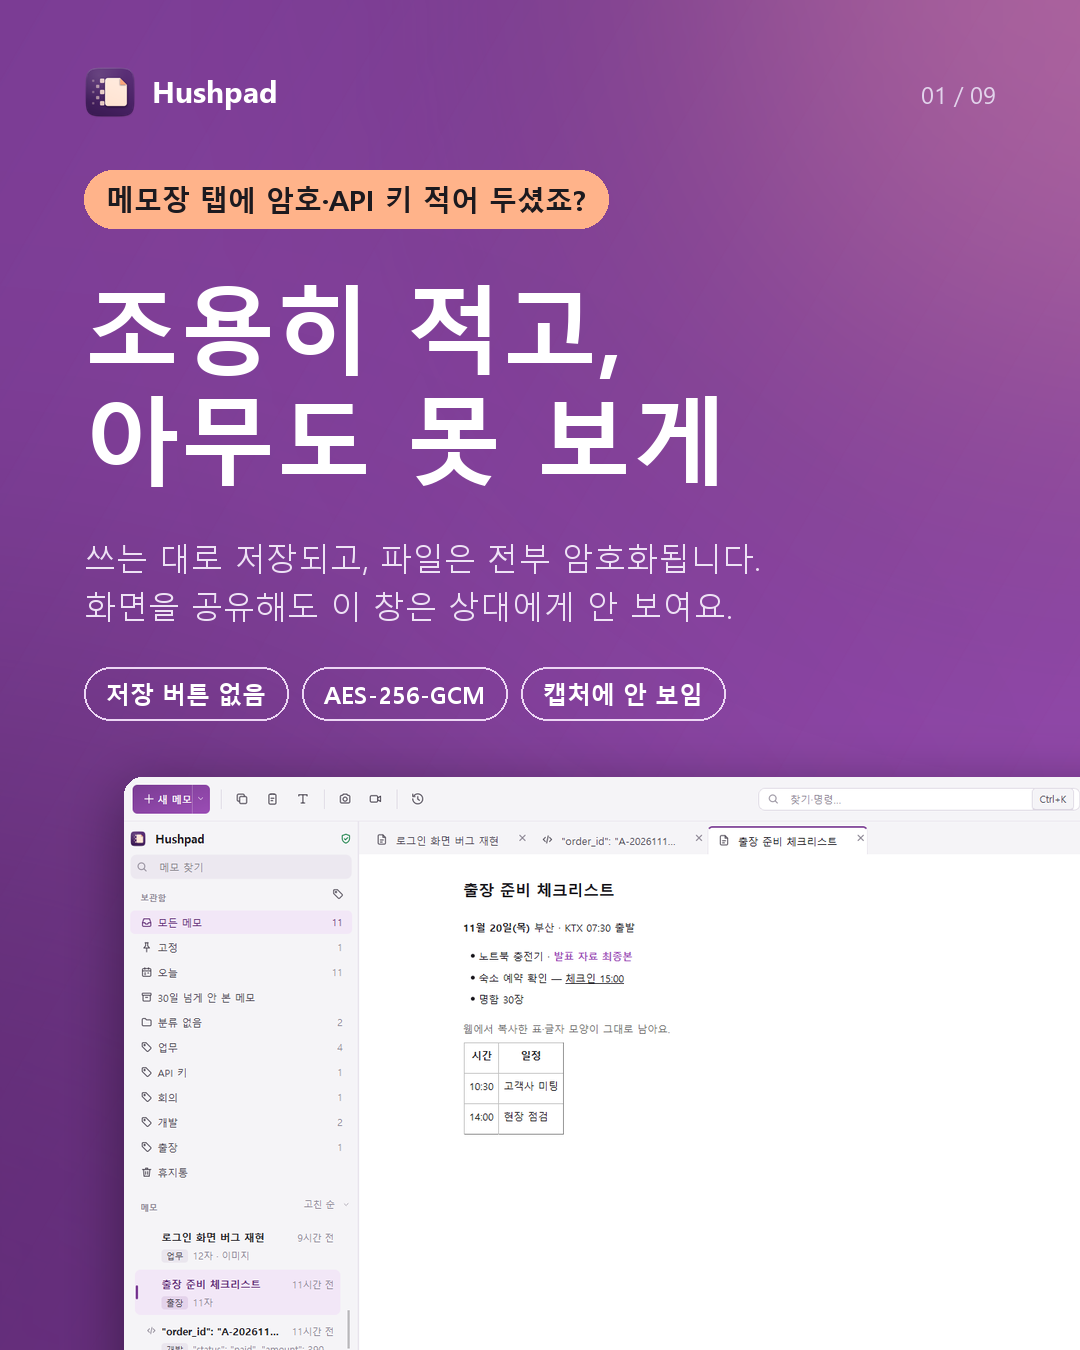 Hushpad
01 / 09
메모장 탭에 암호·API 키 적어 두셨죠?
조용히 적고,
아무도 못 보게
쓰는 대로 저장되고, 파일은 전부 암호화됩니다.
화면을 공유해도 이 창은 상대에게 안 보여요.
저장 버튼 없음
AES-256-GCM
캡처에 안 보임
새 메모
찾기·명령...
Ctrl+K
Hushpad
메모 찾기
보관함
모든 메모 11
고정 1
오늘 11
30일 넘게 안 본 메모
분류 없음 2
업무 4
API 키 1
회의 1
개발 2
출장 1
휴지통
메모 고친 순
로그인 화면 버그 재현 9시간 전
업무 12자 · 이미지
출장 준비 체크리스트 11시간 전
출장 11자
"order_id": "A-202611... 11시간 전
개발 "status": "paid", "amount": 390
로그인 화면 버그 재현
"order_id": "A-2026111...
출장 준비 체크리스트
출장 준비 체크리스트
11월 20일(목) 부산 · KTX 07:30 출발
• 노트북 충전기 · 발표 자료 최종본
• 숙소 예약 확인 — 체크인 15:00
• 명함 30장
웹에서 복사한 표·글자 모양이 그대로 남아요.
시간 일정
10:30 고객사 미팅
14:00 현장 점검